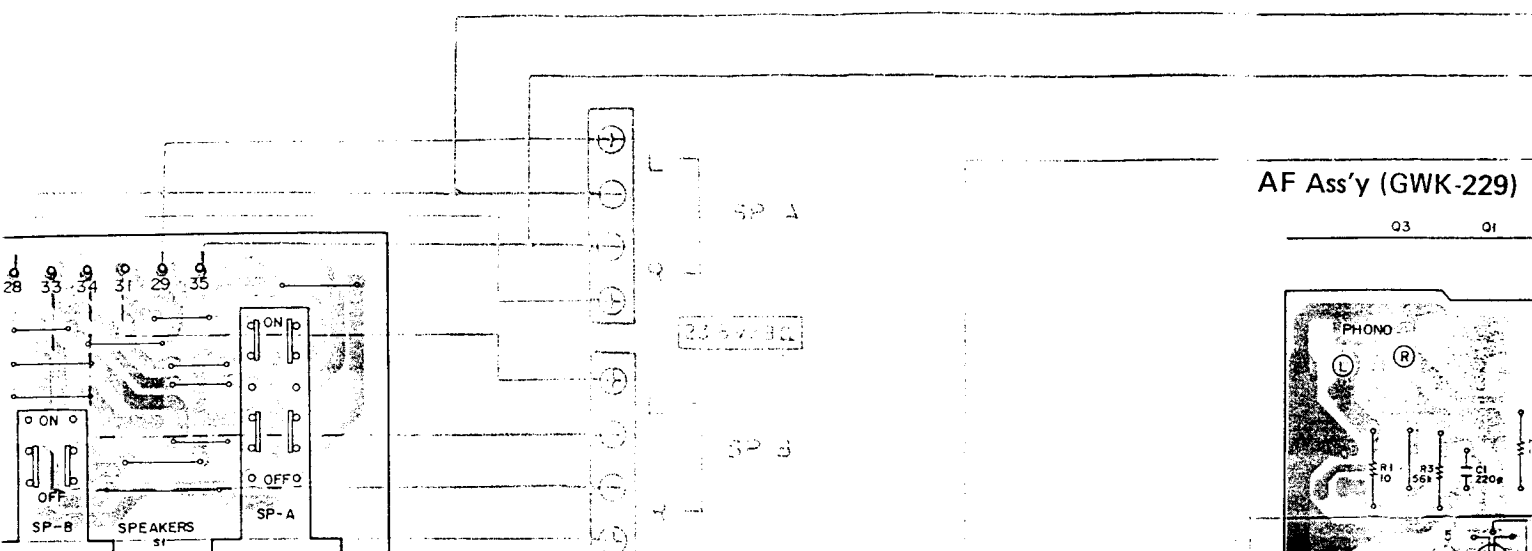 AF Ass'y (GWK-229)
Q3 Q1
L
SP A
28 33 34 31 29 35
R
ON
PHONO
L R
ON
SP B
R1
10
R3
56k
C1
220p
OFF
OFF
SP-B
SPEAKERS
S1
SP-A
5